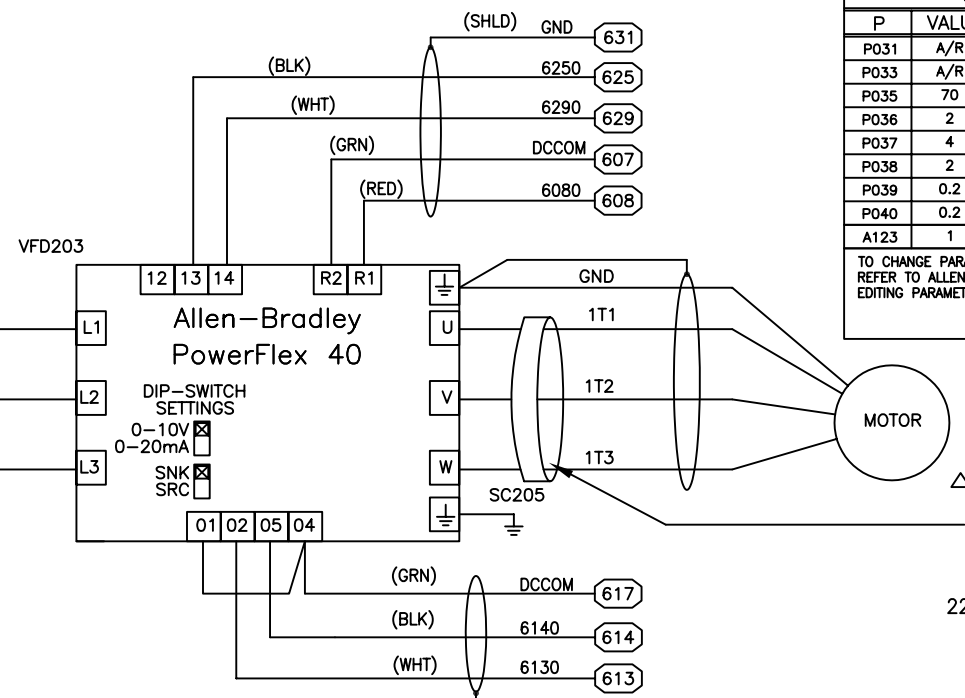 (SHLD) GND 631
(BLK) 6250 625
(WHT) 6290 629
(GRN) DCCOM 607
(RED) 6080 608
P VALU
P031 A/R
P033 A/R
P035 70
P036 2
P037 4
P038 2
P039 0.2
P040 0.2
A123 1
TO CHANGE PARA
REFER TO ALLEN
EDITING PARAMET
VFD203
12 13 14 R2 R1
GND
L1 U 1T1
Allen-Bradley
PowerFlex 40
L2 V 1T2
DIP-SWITCH
SETTINGS
0-10V
0-20mA
L3 W 1T3
SNK
SRC
SC205
MOTOR
01 02 05 04
(GRN) DCCOM 617
(BLK) 6140 614
(WHT) 6130 613
22